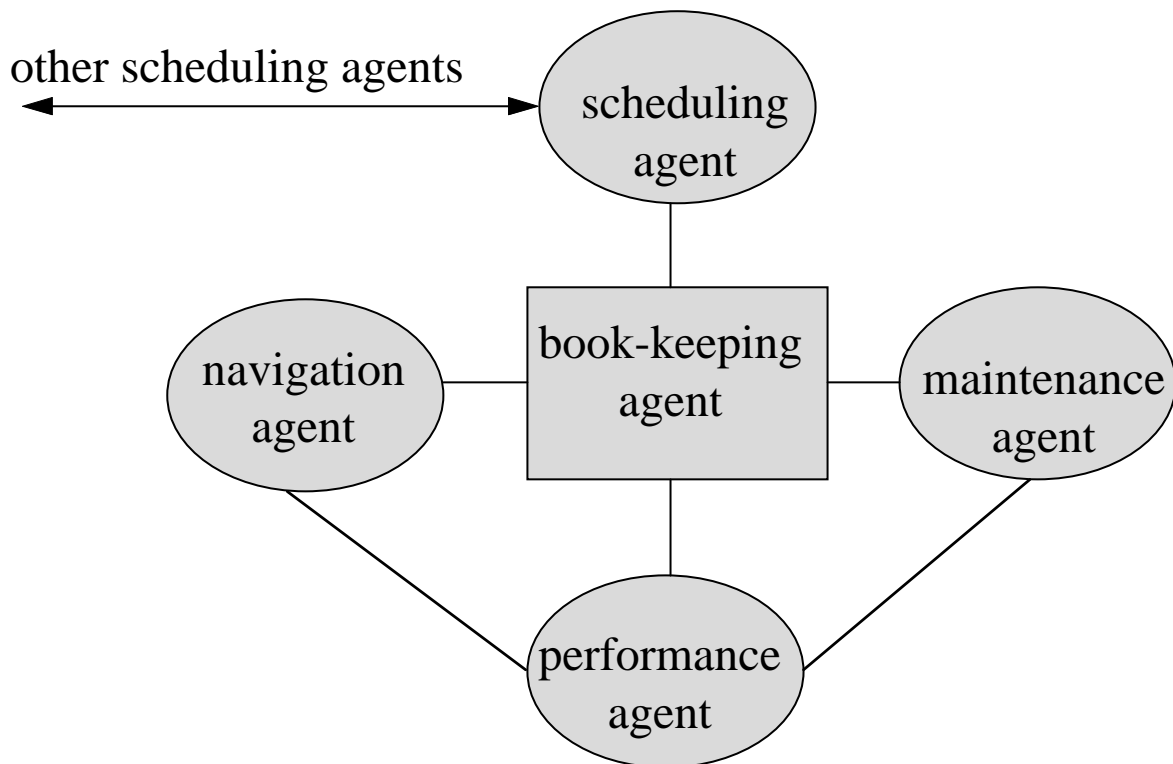 other scheduling agents
scheduling
agent
book-keeping
agent
navigation
agent
maintenance
agent
performance
agent